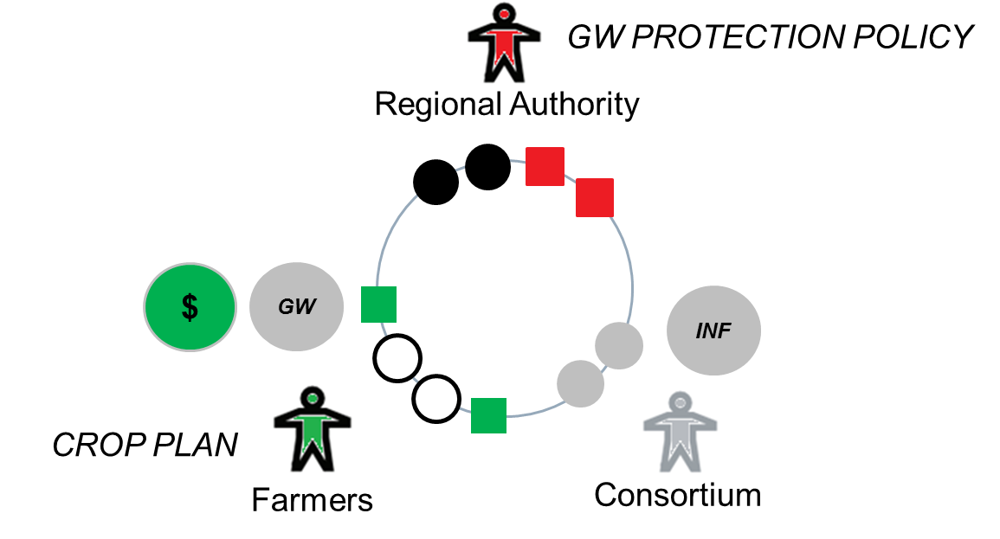 GW PROTECTION POLICY
Regional Authority
$
GW
INF
CROP PLAN
Farmers
Consortium